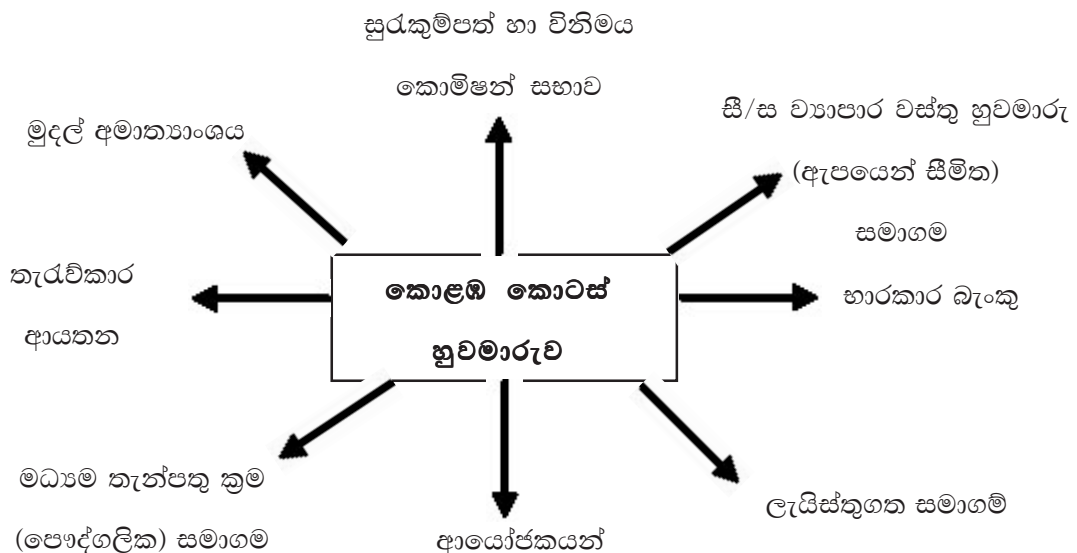 සුරැකුම්පත් හා විනිමය
කොමිෂන් සභාව
සී/ස ව්‍යාපාර වස්තු හුවමාරු
(ඇපයෙන් සීමිත)
සමාගම
මුදල් අමාත්‍යාංශය
තැරැව්කාර
ආයතන
කොළඹ කොටස්
හුවමාරුව
භාරකාර බැංකු
මධ්‍යම තැන්පතු ක්‍රම
(පෞද්ගලික) සමාගම
ආයෝජකයන්
ලැයිස්තුගත සමාගම්